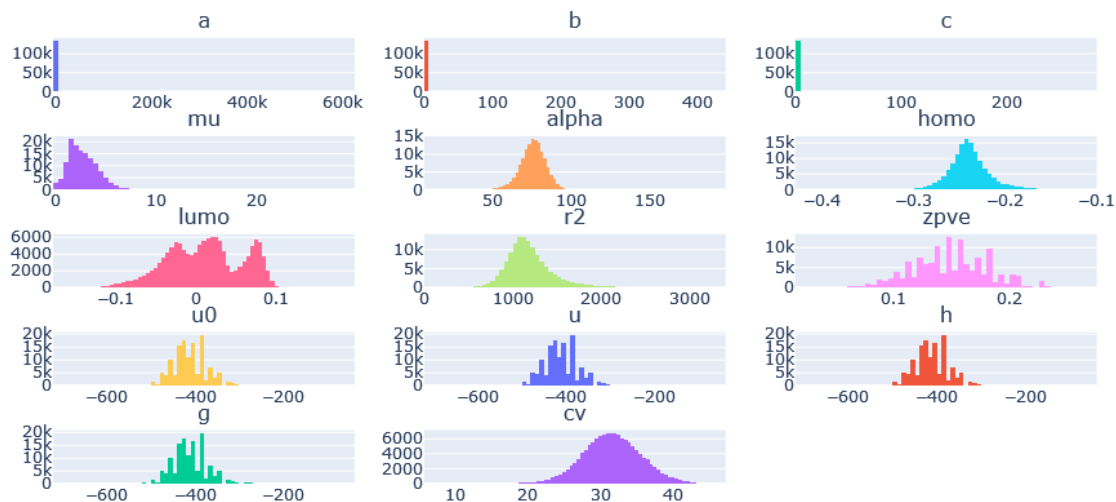 a b c
100k 100k 100k
50k 50k 50k
0 0 0
0 200k 400k 600k 0 100 200 300 400 0 100 200
mu alpha homo
20k 15k 15k
15k 10k 10k
10k 5k 5k
5k 0 0
0
0 10 20 50 100 150 −0.4 −0.3 −0.2 −0.1
lumo r2 zpve
6000 10k 10k
4000 5k 5k
2000 0 0
0
−0.1 0 0.1 0 1000 2000 3000 0.1 0.2
u0 u h
20k 20k 20k
15k 15k 15k
10k 10k 10k
5k 5k 5k
0 0 0
−600 −400 −200 −600 −400 −200 −600 −400 −200
g cv
20k 6000
15k 4000
10k 2000
5k 0
0
−600 −400 −200 10 20 30 40